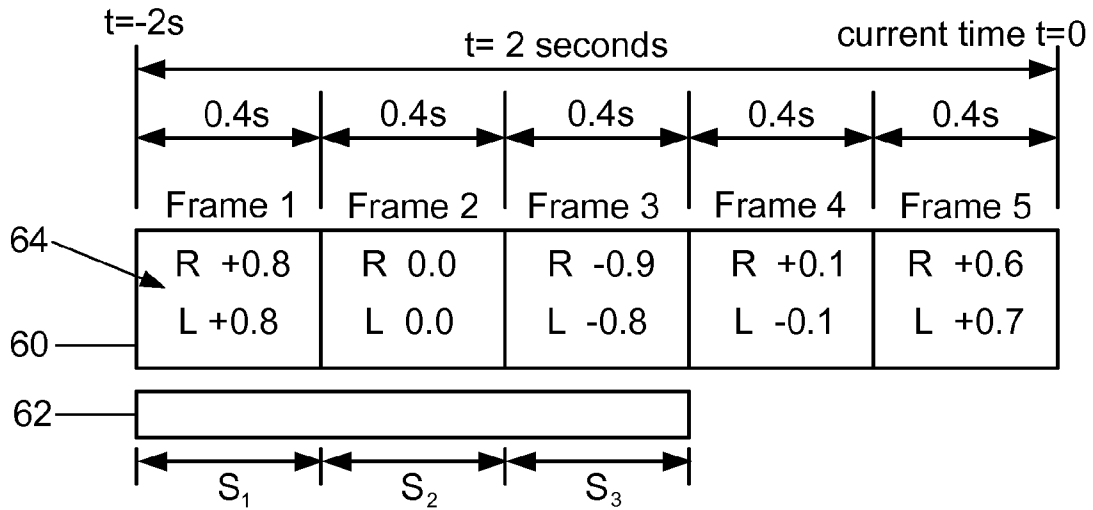 t=-2s
t= 2 seconds
current time t=0
0.4s 0.4s 0.4s 0.4s 0.4s
Frame 1 Frame 2 Frame 3 Frame 4 Frame 5
64
R +0.8 R 0.0 R -0.9 R +0.1 R +0.6
L +0.8 L 0.0 L -0.8 L -0.1 L +0.7
60
62
S₁ S₂ S₃